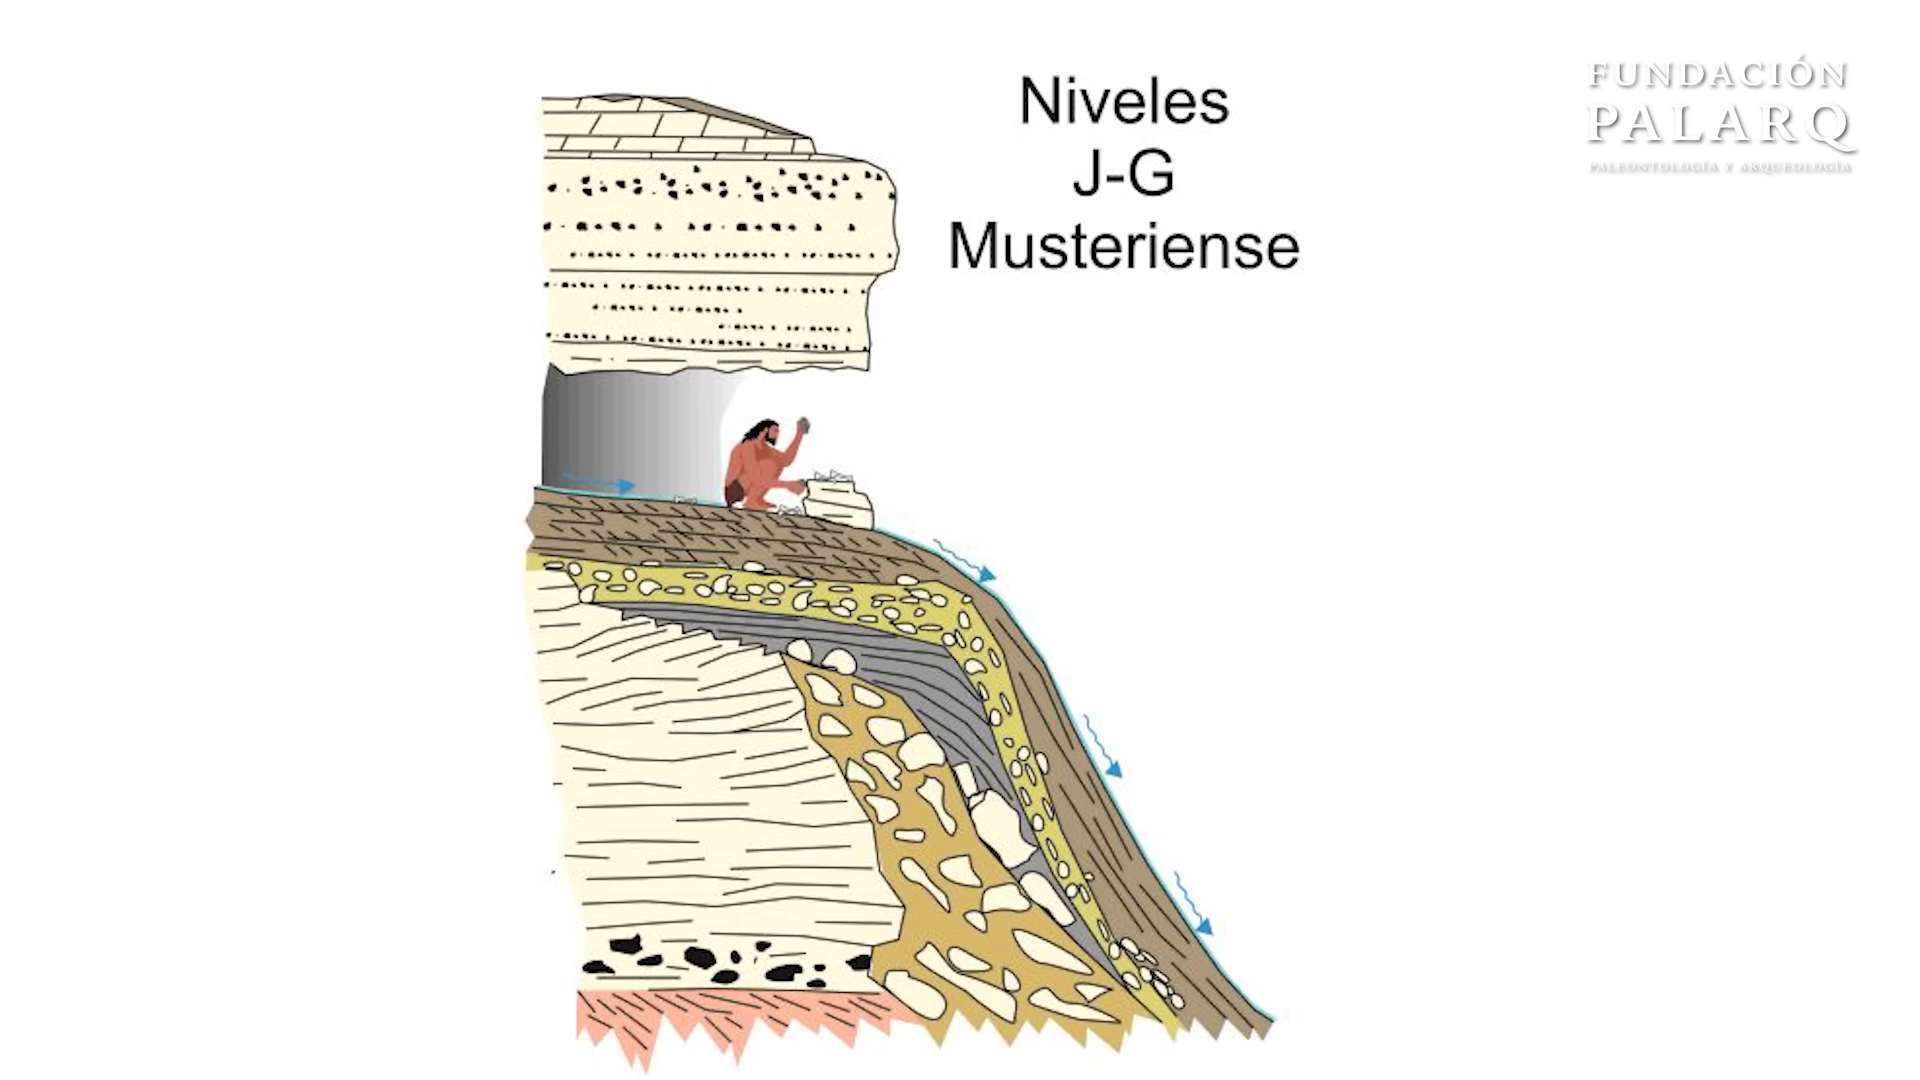 Niveles
J-G
Musteriense
FUNDACIÓN
PALARQ
PALEONTOLOGÍA Y ARQUEOLOGÍA